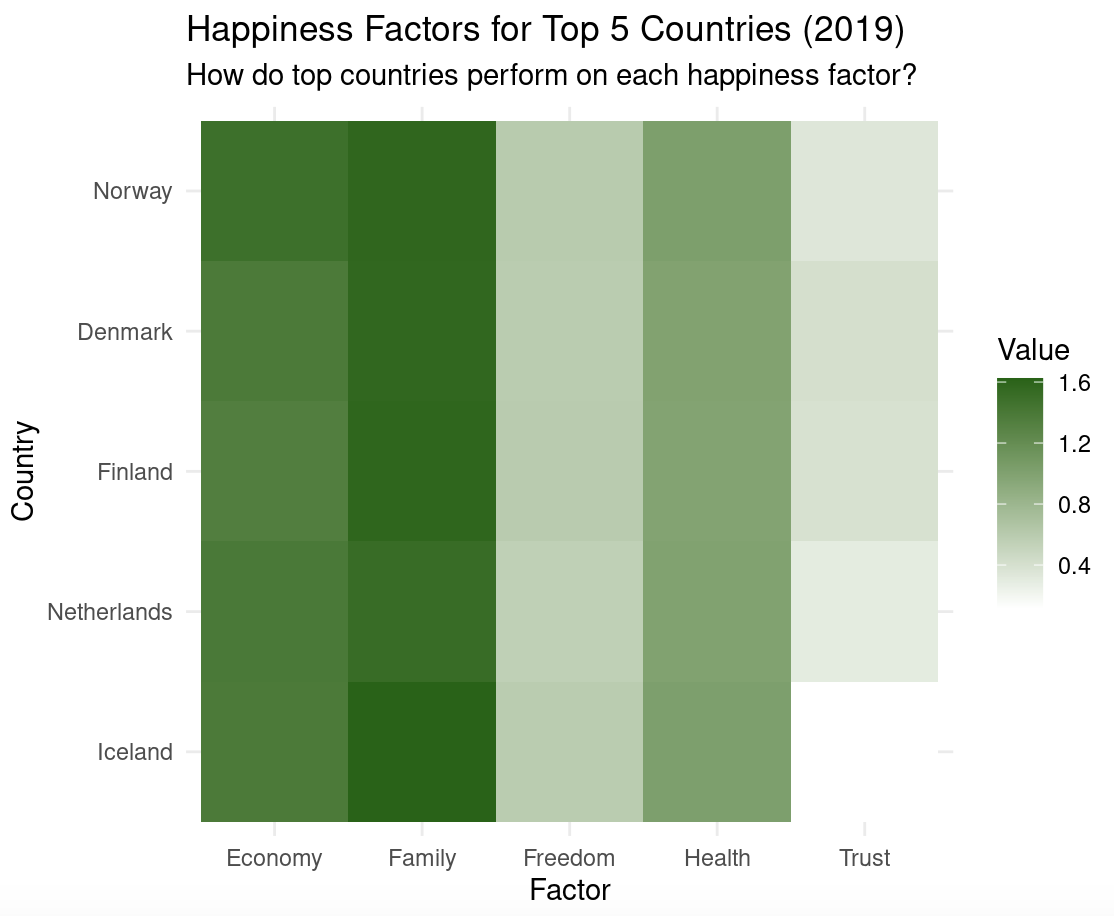 Happiness Factors for Top 5 Countries (2019)
How do top countries perform on each happiness factor?
Country
Norway
Denmark
Finland
Netherlands
Iceland
Economy Family Freedom Health Trust
Factor
Value
1.6
1.2
0.8
0.4